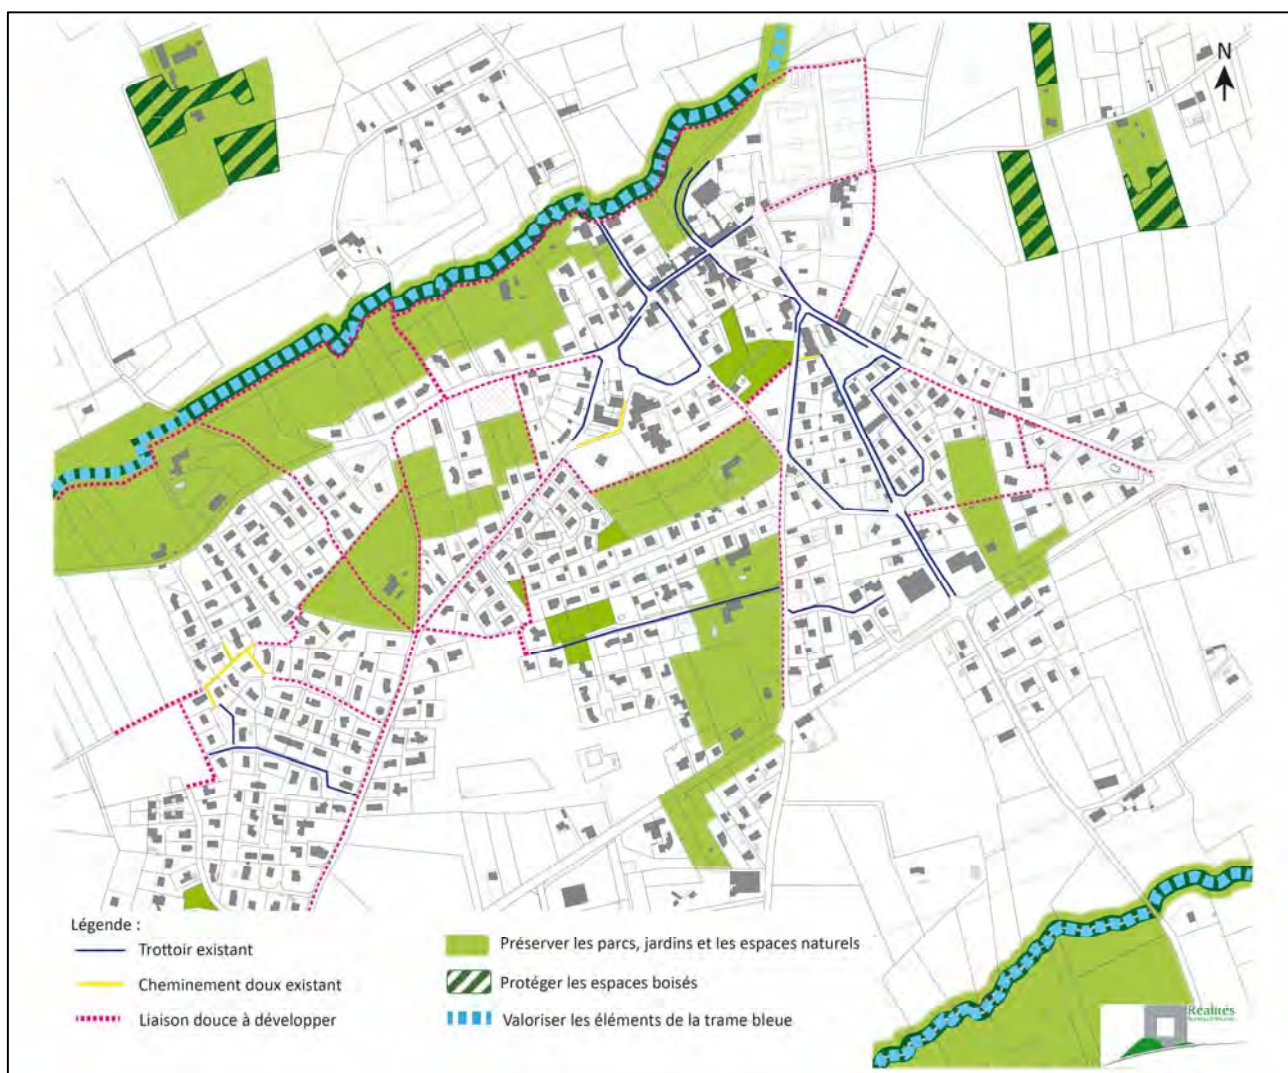 N
Légende :
Trottoir existant
Cheminement doux existant
Liaison douce à développer
Préserver les parcs, jardins et les espaces naturels
Protéger les espaces boisés
Valoriser les éléments de la trame bleue
Réalités